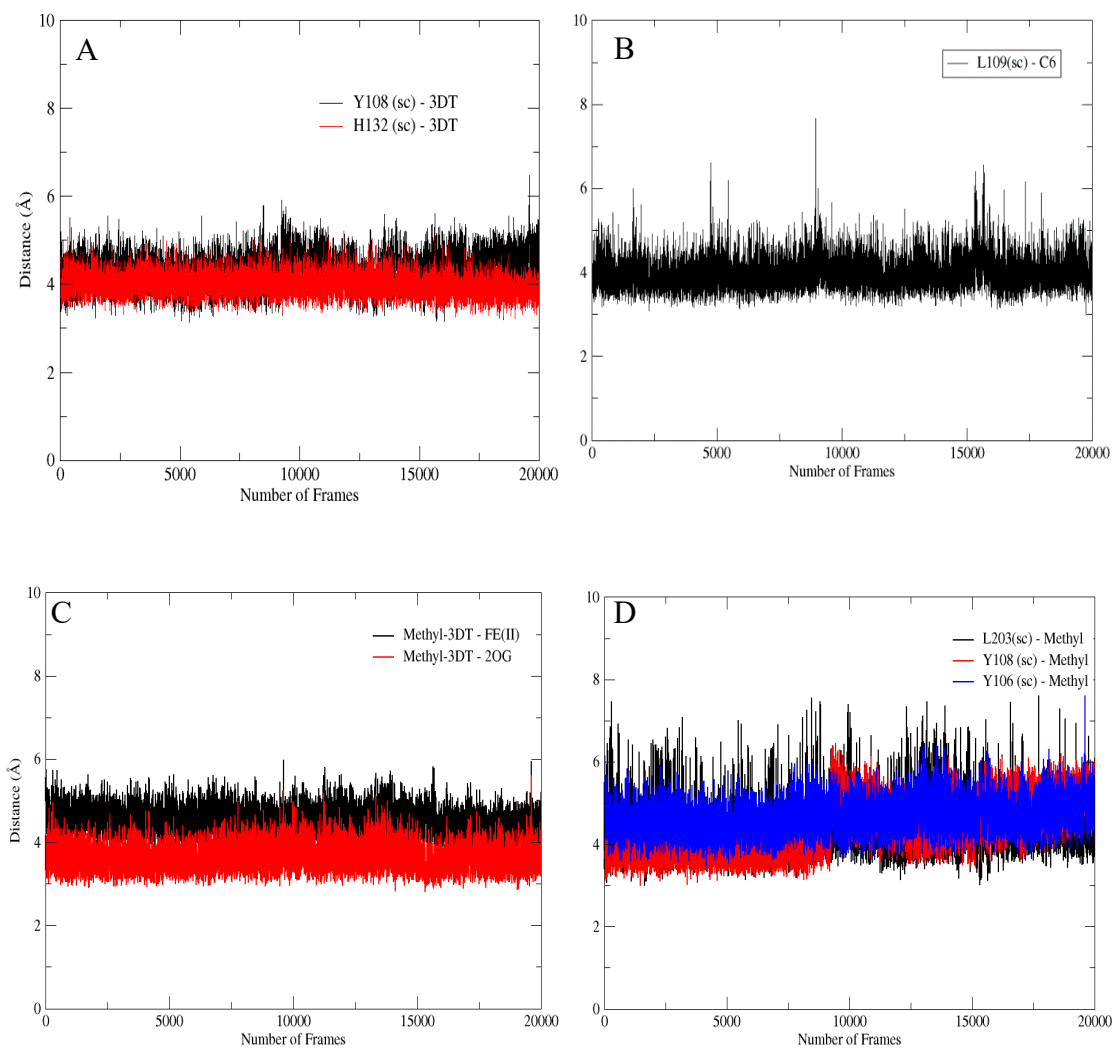 A
Y108 (sc) - 3DT
H132 (sc) - 3DT
Distance (Å)
10
8
6
4
2
0
0 5000 10000 15000 20000
Number of Frames
B
L109(sc) - C6
10
8
6
4
2
0
0 5000 10000 15000 20000
Number of Frames
C
Methyl-3DT - FE(II)
Methyl-3DT - 2OG
Distance (Å)
10
8
6
4
2
0
0 5000 10000 15000 20000
Number of Frames
D
L203(sc) - Methyl
Y108 (sc) - Methyl
Y106 (sc) - Methyl
10
8
6
4
2
0
0 5000 10000 15000 20000
Number of Frames